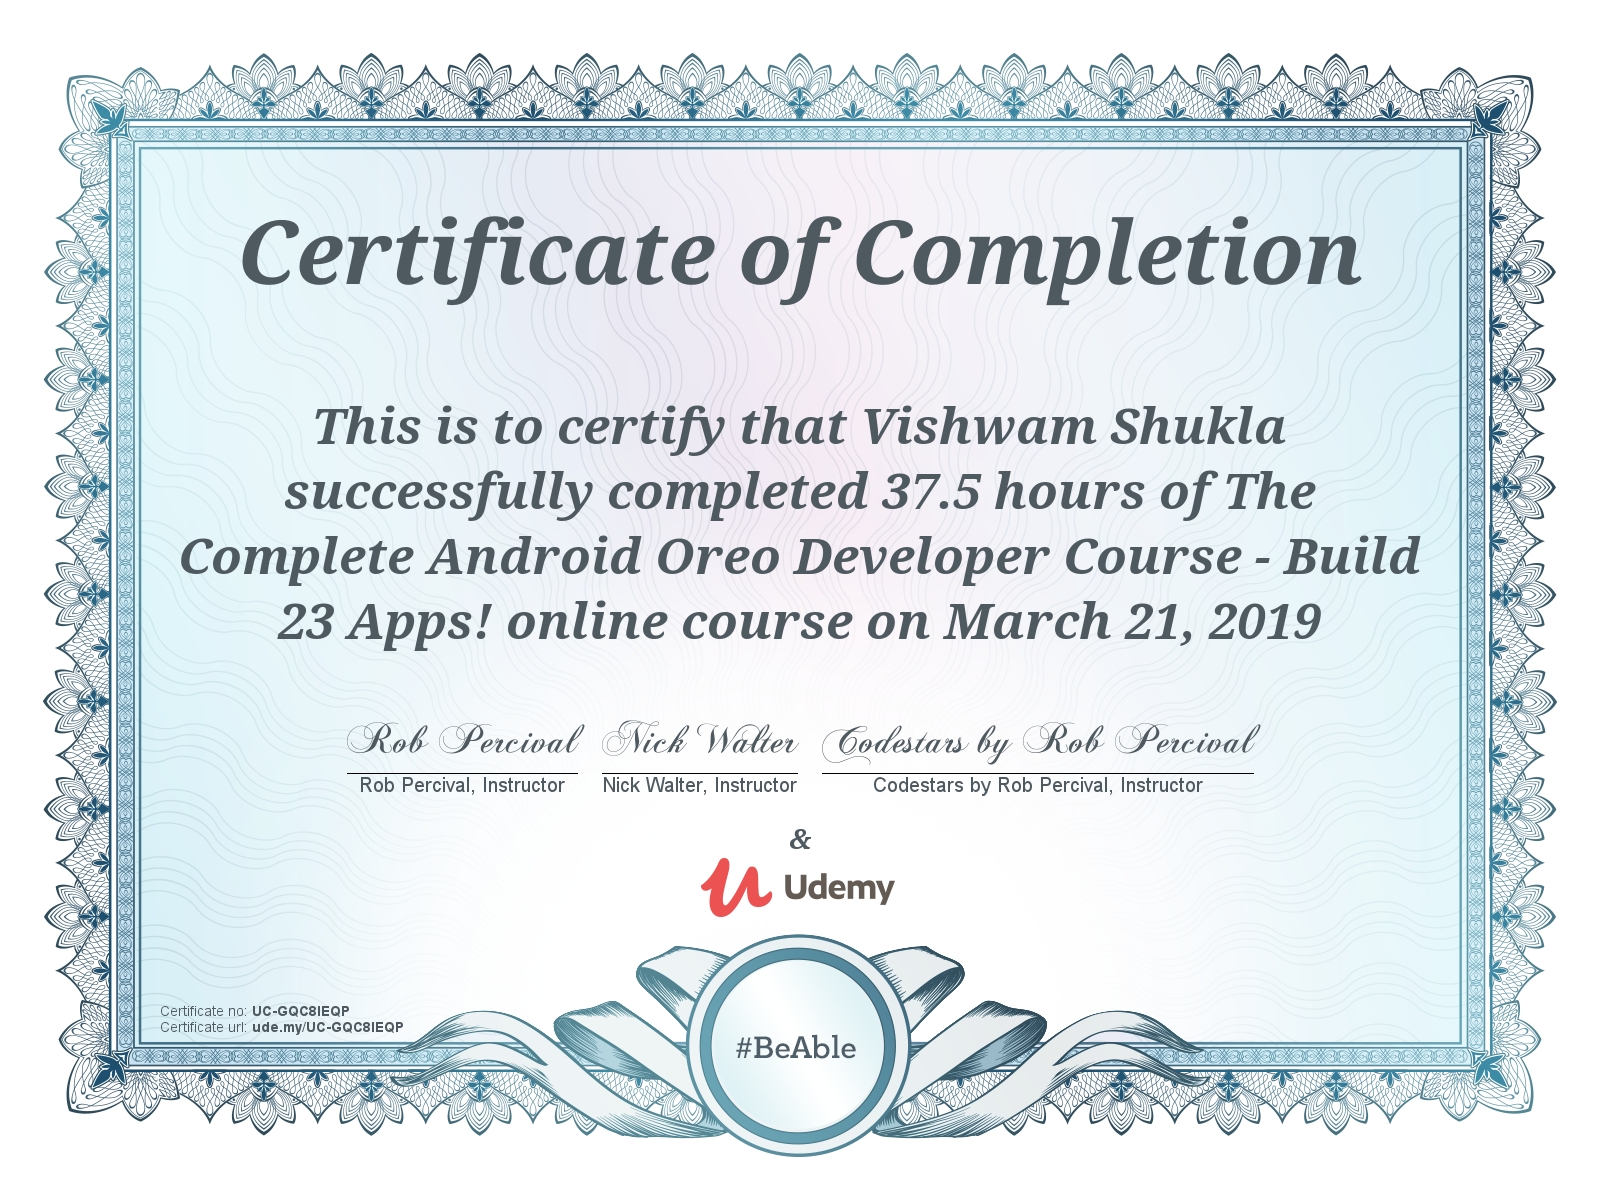 Certificate of Completion
This is to certify that Vishwam Shukla
successfully completed 37.5 hours of The
Complete Android Oreo Developer Course - Build
23 Apps! online course on March 21, 2019
Rob Percival Nick Walter Codestars by Rob Percival
Rob Percival, Instructor Nick Walter, Instructor Codestars by Rob Percival, Instructor
&
Udemy
Certificate no: UC-GQC8IEQP
Certificate url: ude.my/UC-GQC8IEQP
#BeAble